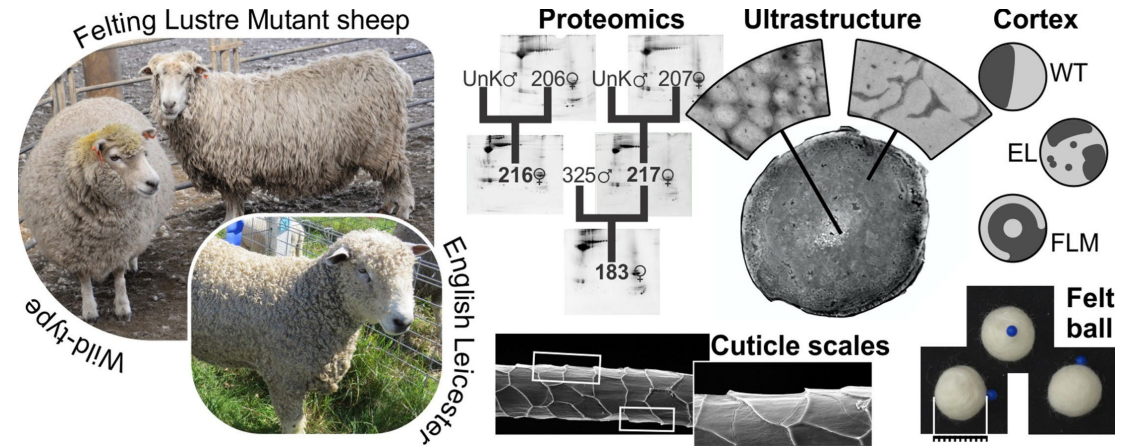 Felting Lustre Mutant sheep
Wild-type
English Leicester
Proteomics
UnK♂ 206♀ UnK♂ 207♀
216♀ 325♂ 217♀
183♀
Ultrastructure
Cortex
WT
EL
FLM
Cuticle scales
Felt
ball